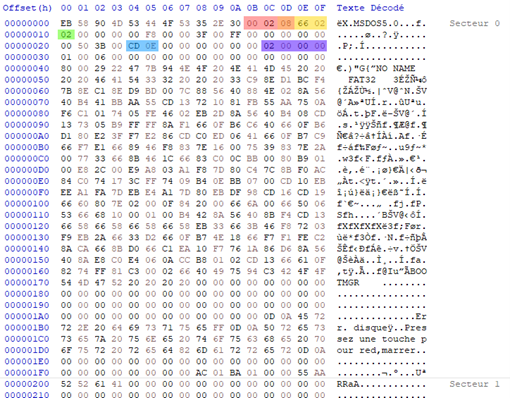 Offset(h) 00 01 02 03 04 05 06 07 08 09 0A 0B 0C 0D 0E 0F Texte Décodé
00000000 EB 58 90 4D 53 44 4F 53 35 2E 30 00 02 08 66 02 ëX.MSDOS5.0...f. Secteur 0
00000010 02 00 00 00 00 F8 00 00 3F 00 FF 00 00 00 00 00 .....ø..?.ÿ.....
00000020 00 50 3B 00 CD 0E 00 00 00 00 00 00 02 00 00 00 .P;.Í...........
00000030 01 00 06 00 00 00 00 00 00 00 00 00 00 00 00 00 ................
00000040 80 00 29 22 47 7B 94 4E 4F 20 4E 41 4D 45 20 20 €.)"G{”NO NAME
00000050 20 20 46 41 54 33 32 20 20 20 33 C9 8E D1 BC F4 FAT32 3ÉŽÑ¼ô
00000060 7B 8E C1 8E D9 BD 00 7C 88 56 40 88 4E 02 8A 56 {ŽÁŽÙ½.|ˆV@ˆN.ŠV
00000070 40 B4 41 BB AA 55 CD 13 72 10 81 FB 55 AA 75 0A @´A»ªUÍ.r..ûUªu.
00000080 F6 C1 01 74 05 FE 46 02 EB 2D 8A 56 40 B4 08 CD öÁ.t.þF.ë-ŠV@´.Í
00000090 13 73 05 B9 FF FF 8A F1 66 0F B6 C6 40 66 0F B6 .s.¹ÿÿŠñf.¶Æ@f.¶
000000A0 D1 80 E2 3F F7 E2 86 CD C0 ED 06 41 66 0F B7 C9 Ñ€â?÷â†ÍÀí.Af.·É
000000B0 66 F7 E1 66 89 46 F8 83 7E 16 00 75 39 83 7E 2A f÷áf‰Føƒ~..u9ƒ~*
000000C0 00 77 33 66 8B 46 1C 66 83 C0 0C BB 00 80 B9 01 .w3f‹F.fƒÀ.».€¹.
000000D0 00 E8 2C 00 E9 A8 03 A1 F8 7D 80 C4 7C 8B F0 AC .è,.é¨.¡ø}€Ä|‹ð¬
000000E0 84 C0 74 17 3C FF 74 09 B4 0E BB 07 00 CD 10 EB „Àt.<ÿt.´.»..Í.ë
000000F0 EE A1 FA 7D EB E4 A1 7D 80 EB DF 98 CD 16 CD 19 î¡ú}ëä¡}€ëß˜Í.Í.
00000100 66 60 80 7E 02 00 0F 84 20 00 66 6A 00 66 50 06 f`€~...„ .fj.fP.
00000110 53 66 68 10 00 01 00 B4 42 8A 56 40 8B F4 CD 13 Sfh....´BŠV@‹ôÍ.
00000120 66 58 66 58 66 58 66 58 EB 33 66 3B 46 F8 72 03 fXfXfXfXë3f;Før.
00000130 F9 EB 2A 66 33 D2 66 0F B7 4E 18 66 F7 F1 FE C2 ùë*f3Òf.·N.f÷ñþÂ
00000140 8A CA 66 8B D0 66 C1 EA 10 F7 76 1A 86 D6 8A 56 ŠÊf‹ÐfÁê.÷v.†ÖŠV
00000150 40 8A E8 C0 E4 06 0A CC B8 01 02 CD 13 66 61 0F @ŠèÀä..Ì¸..Í.fa.
00000160 82 74 FF 81 C3 00 02 66 40 49 75 94 C3 42 4F 4F ‚tÿ.Ã..f@Iu”ÃBOO
00000170 54 4D 47 52 20 20 20 20 00 00 00 00 00 00 00 00 TMGR ........
00000180 00 00 00 00 00 00 00 00 00 00 00 00 00 00 00 00 ................
00000190 00 00 00 00 00 00 00 00 00 00 00 00 00 00 00 00 ................
000001A0 00 00 00 00 00 00 00 00 00 00 00 00 0D 0A 45 72 ..............Er
000001B0 72 2E 20 64 69 73 71 75 65 FF 0D 0A 50 72 65 73 r. disqueÿ..Pres
000001C0 73 65 7A 20 75 6E 65 20 74 6F 75 63 68 65 20 70 sez une touche p
000001D0 6F 75 72 20 72 65 64 82 6D 61 72 72 65 72 0D 0A our red‚marrer..
000001E0 00 00 00 00 00 00 00 00 00 00 00 00 00 00 00 00 ................
000001F0 00 00 00 00 00 00 00 00 AC 01 BA 01 00 00 55 AA ........¬.º...Uª
00000200 52 52 61 41 00 00 00 00 00 00 00 00 00 00 00 00 RRaA............ Secteur 1
00000210 00 00 00 00 00 00 00 00 00 00 00 00 00 00 00 00 ................